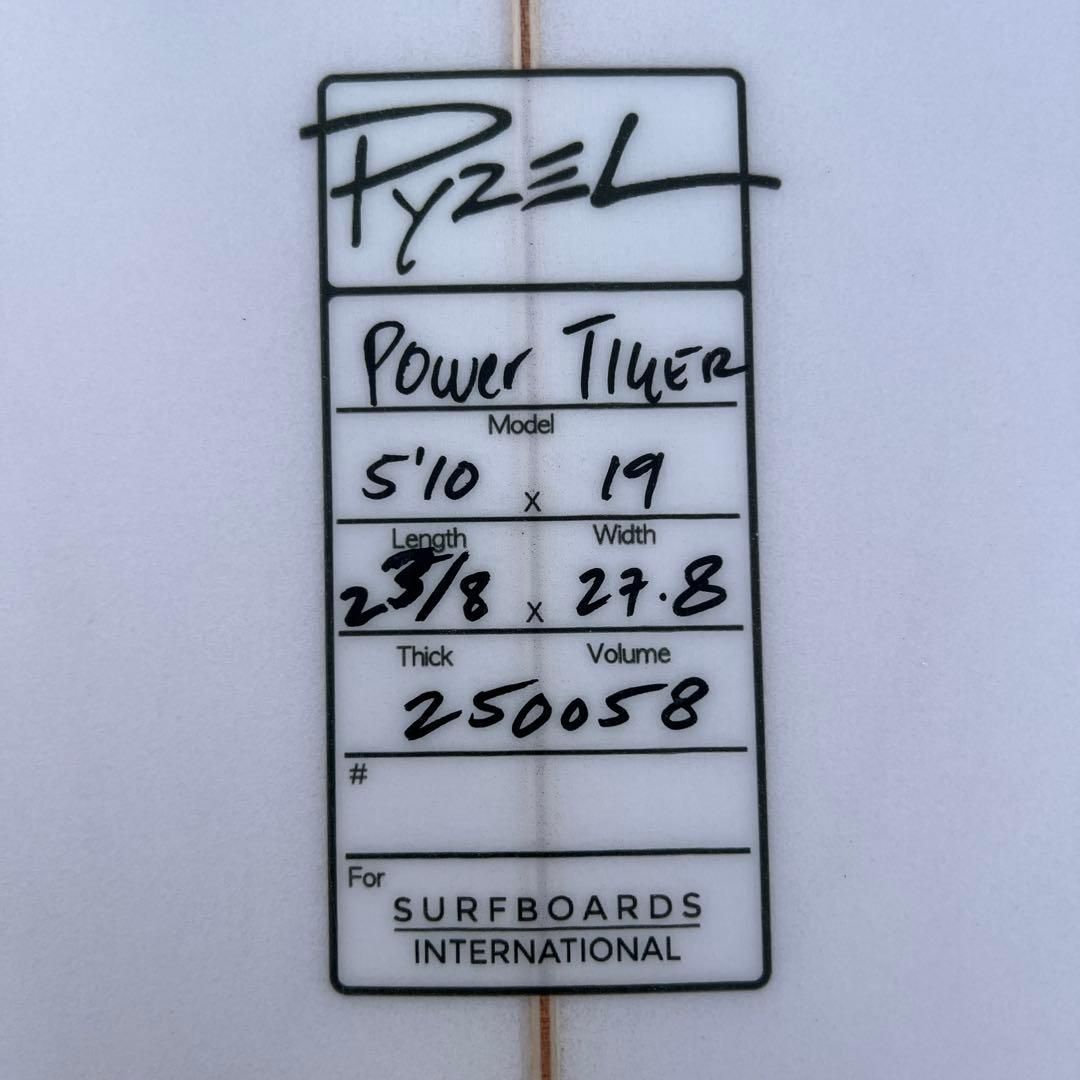 PYZEL
Power TIGER
Model
5'10 x 19
Length Width
2 3/8 x 27.8
Thick Volume
250058
#
For
SURFBOARDS
INTERNATIONAL